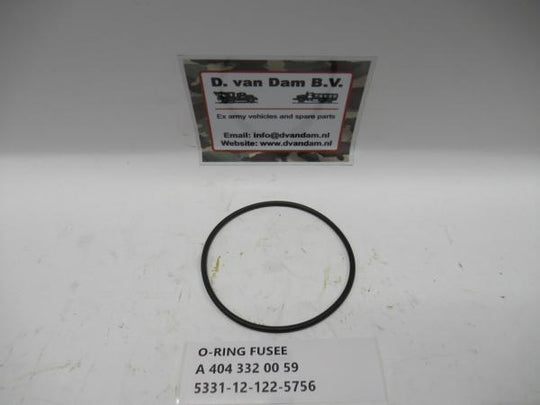 D. van Dam B.V.
Ex army vehicles and spare parts
Email: info@dvandam.nl
Website: www.dvandam.nl
O-RING FUSEE
A 404 332 00 59
5331-12-122-5756